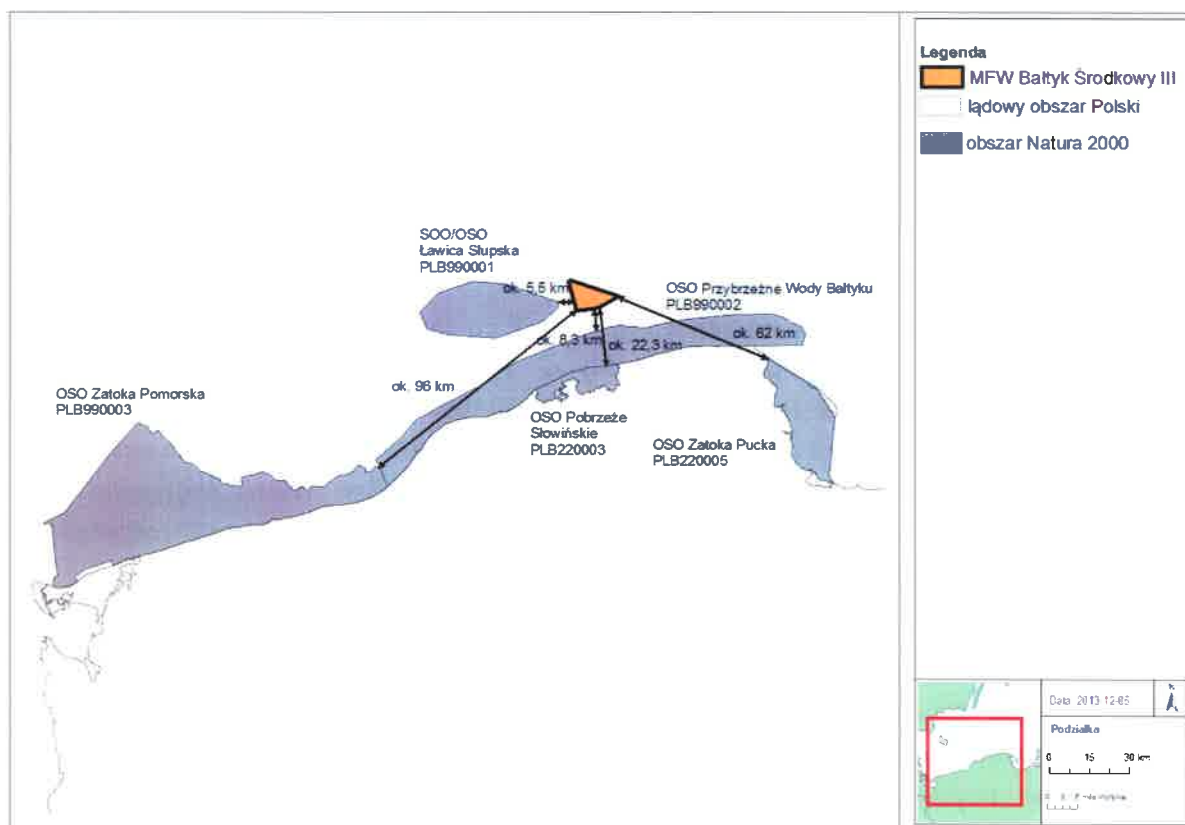 Legenda
MFW Bałtyk Środkowy III
lądowy obszar Polski
obszar Natura 2000
SOO/OSO
Ławica Słupska
PLB990001
ok. 5,5 km
OSO Przybrzeżne Wody Bałtyku
PLB990002
ok. 8,3 km
ok. 22,3 km
ok. 62 km
ok. 96 km
OSO Zatoka Pomorska
PLB990003
OSO Pobrzeże
Słowińskie
PLB220003
OSO Zatoka Pucka
PLB220005
Data: 2013-12-05
Podziałka
0 15 30 km